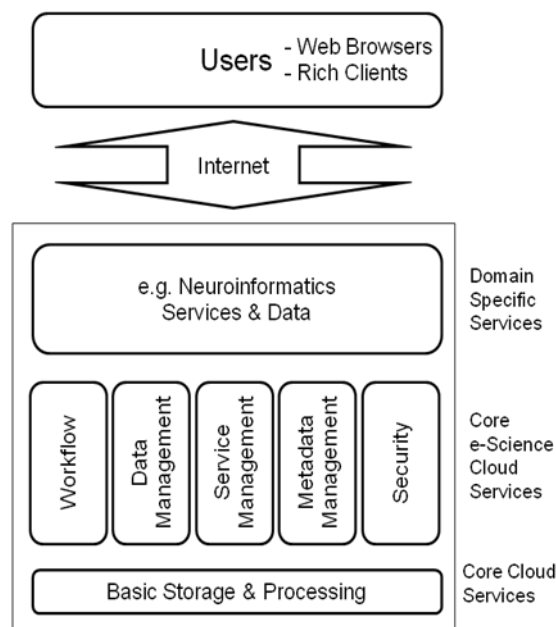 Users
- Web Browsers
- Rich Clients
Internet
e.g. Neuroinformatics
Services & Data
Domain
Specific
Services
Workflow
Data
Management
Service
Management
Metadata
Management
Security
Core
e-Science
Cloud
Services
Basic Storage & Processing
Core Cloud
Services